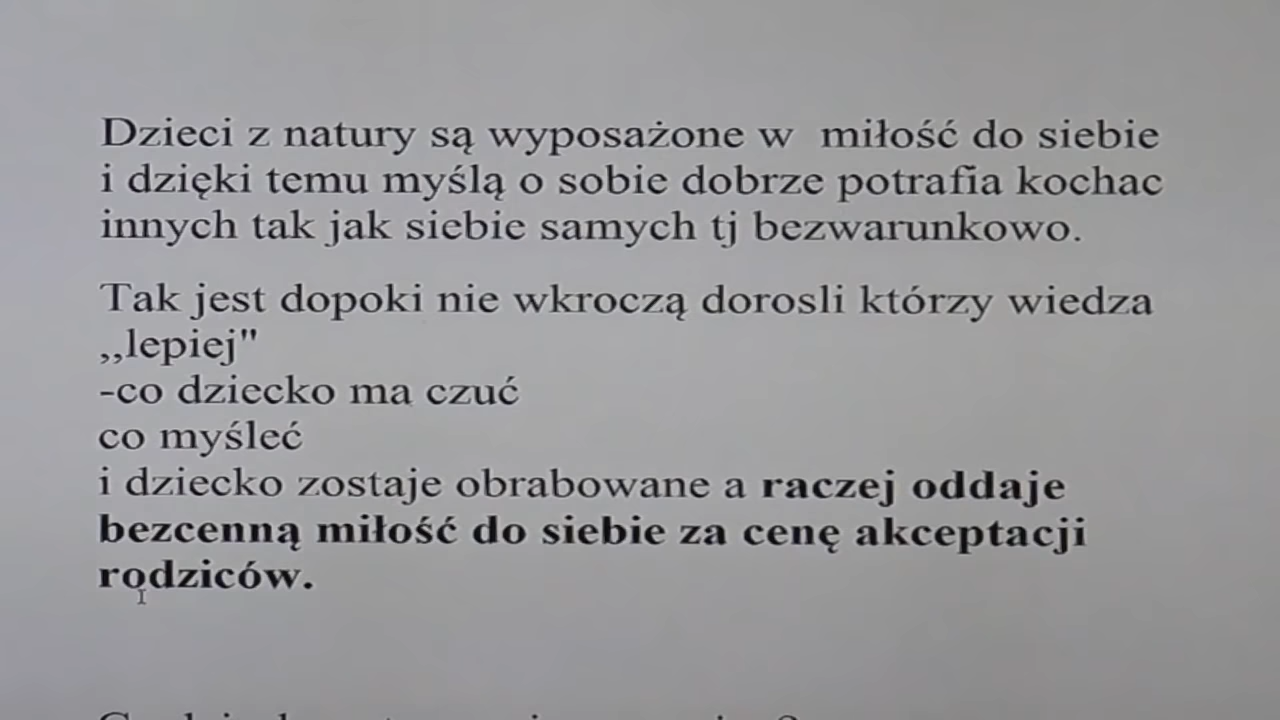 Dzieci z natury są wyposażone w  miłość do siebie
i dzięki temu myślą o sobie dobrze potrafia kochac
innych tak jak siebie samych tj bezwarunkowo.
Tak jest dopoki nie wkroczą dorosli którzy wiedza
,,lepiej"
-co dziecko ma czuć
co myśleć
i dziecko zostaje obrabowane a raczej oddaje
bezcenną miłość do siebie za cenę akceptacji
rodziców.